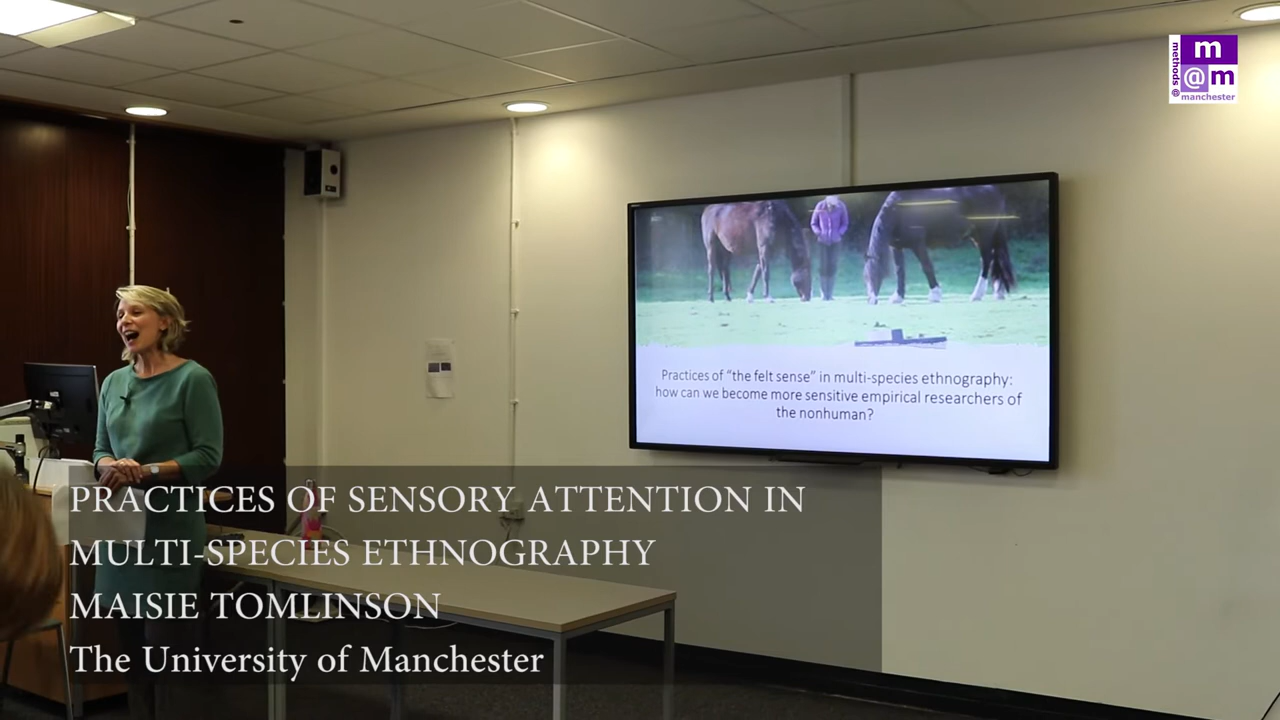 m
methods @
@m
manchester
Practices of “the felt sense” in multi-species ethnography:
how can we become more sensitive empirical researchers of
the nonhuman?
PRACTICES OF SENSORY ATTENTION IN
MULTI-SPECIES ETHNOGRAPHY
MAISIE TOMLINSON
The University of Manchester